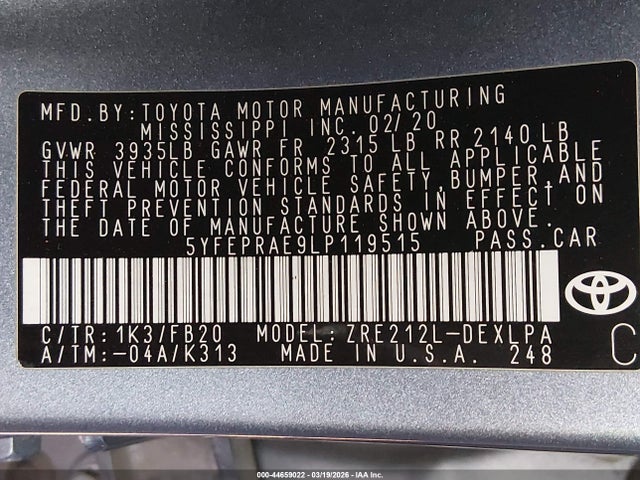 MFD.BY:TOYOTA MOTOR MANUFACTURING
MISSISSIPPI INC. 02/20
GVWR 3935LB GAWR FR 2315 LB RR 2140 LB
THIS VEHICLE CONFORMS TO ALL APPLICABLE
FEDERAL MOTOR VEHICLE SAFETY,BUMPER,AND
THEFT PREVENTION STANDARDS IN EFFECT ON
THE DATE OF MANUFACTURE SHOWN ABOVE.
5YFEPRAE9LP119515 PASS.CAR
C/TR:1K3/FB20 MODEL:ZRE212L-DEXLPA
A/TM:-04A/K313 MADE IN U.S.A. 248
C
000-44659022 - 03/19/2026 - IAA Inc.